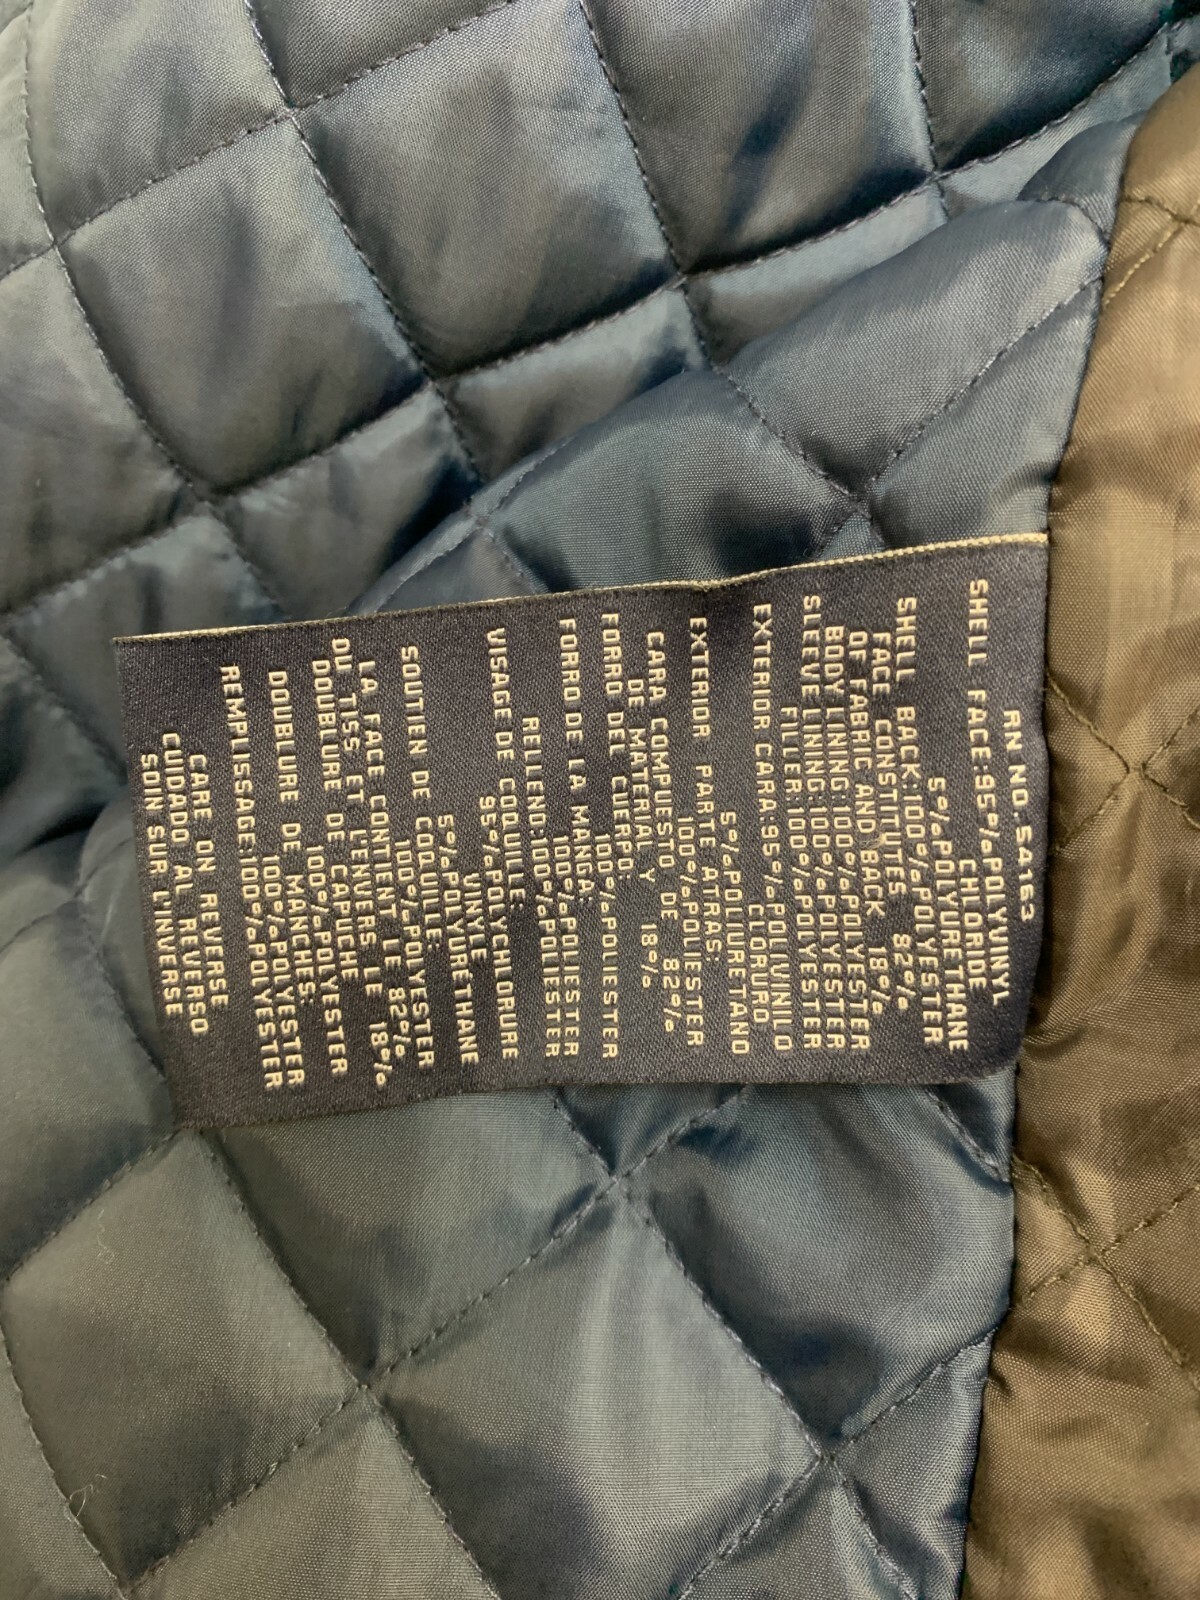 RN NO.5A163
SHELL FACE:95%POLYVINYL
CHLORIDE
5%POLYURETHANE
SHELL BACK:100%POLYESTER
FACE CONSTITUTES 82%
OF FABRIC AND BACK 18%
BODY LINING:100%POLYESTER
SLEEVE LINING:100%POLYESTER
FILLER:100%POLYESTER
EXTERIOR CARA:95%POLIVINILO
CLORURO
5%POLIURETANO
EXTERIOR PARTE ATRAS:
100%POLIESTER
CARA COMPUESTO DE 82%
DE MATERIAL Y 18%
FORRO DEL CUERPO:
100%POLIESTER
FORRO DE LA MANGA:
100%POLIESTER
RELLENO:100%POLIESTER
VISAGE DE COQUILLE
95%POLYCHLORURE
VINYLE
5%POLYURETHANE
SOUTIEN DE COQUILLE:
100%POLYESTER
LA FACE CONTIENT LE 82%
DU TISS ET L'ENVERS LE 18%
DOUBLURE DE CAPUCHE
100%POLYESTER
DOUBLURE DE MANCHES:
100%POLYESTER
REMPLISSAGE:100%POLYESTER
CARE ON REVERSE
CUIDADO AL REVERSO
SOIN SUR L'INVERSE